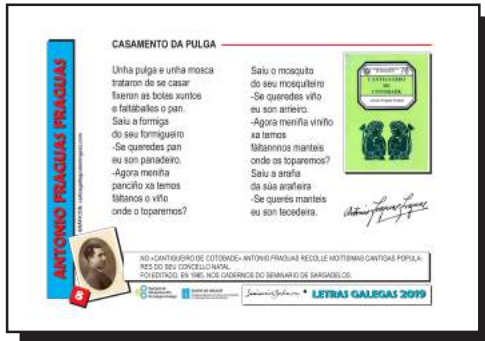 CASAMENTO DA PULGA
Unha pulga e unha mosca
trataron de se casar
fixeron as bolas xuntos
e faltáballes o pan.
Saíu a formiga
do seu formigueiro
-Se queredes pan
eu son panadeiro.
-Agora meniña
panciño xa temos
fáltanos o viño
onde o toparemos?
Saíu o mosquito
do seu mosquiteiro
-Se queredes viño
eu son arrieiro.
-Agora meniña viniño
xa temos
fáltannnos manteis
onde os toparemos?
Saíu a araña
da súa arañeira
-Se querés manteis
eu son tecedeira.
CANTIGUEIRO
DE
COTOBADE
ANTONIO FRAGUAS FRAGUAS
8
NO «CANTIGUEIRO DE COTOBADE» ANTONIO FRAGUAS RECOLLE MOITÍSIMAS CANTIGAS POPULA-
RES DO SEU CONCELLO NATAL.
FOI EDITADO, EN 1985, NOS CADERNOS DO SEMINARIO DE SARGADELOS.
* LETRAS GALEGAS 2019